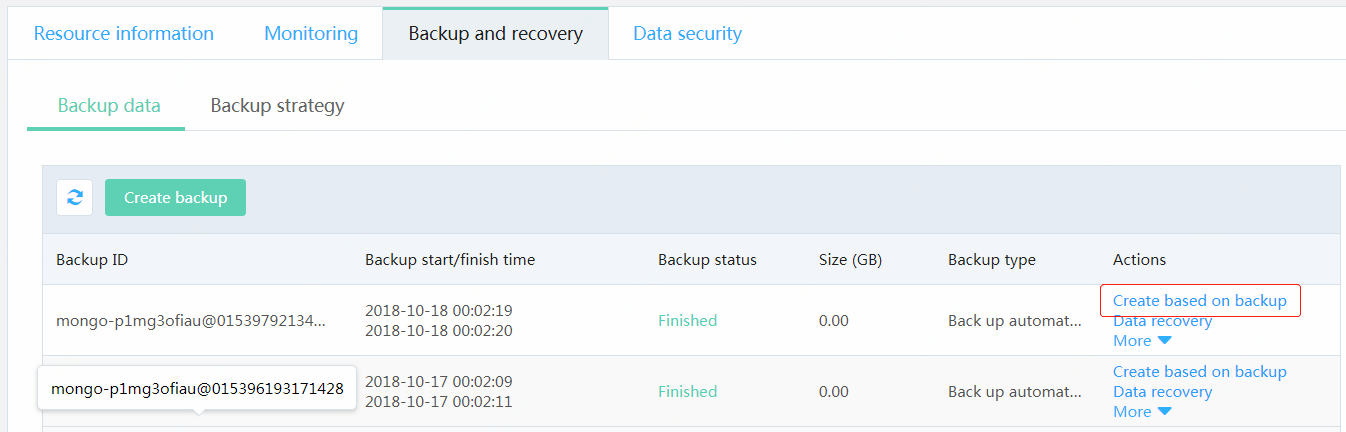 Resource information Monitoring Backup and recovery Data security
Backup data Backup strategy
Create backup
Backup ID Backup start/finish time Backup status Size (GB) Backup type Actions
mongo-p1mg3ofiau@01539792134... 2018-10-18 00:02:19 Finished 0.00 Back up automat... Create based on backup
2018-10-18 00:02:20 Data recovery
More
mongo-p1mg3ofiau@015396193171428 2018-10-17 00:02:09 Finished 0.00 Back up automat... Create based on backup
2018-10-17 00:02:11 Data recovery
More